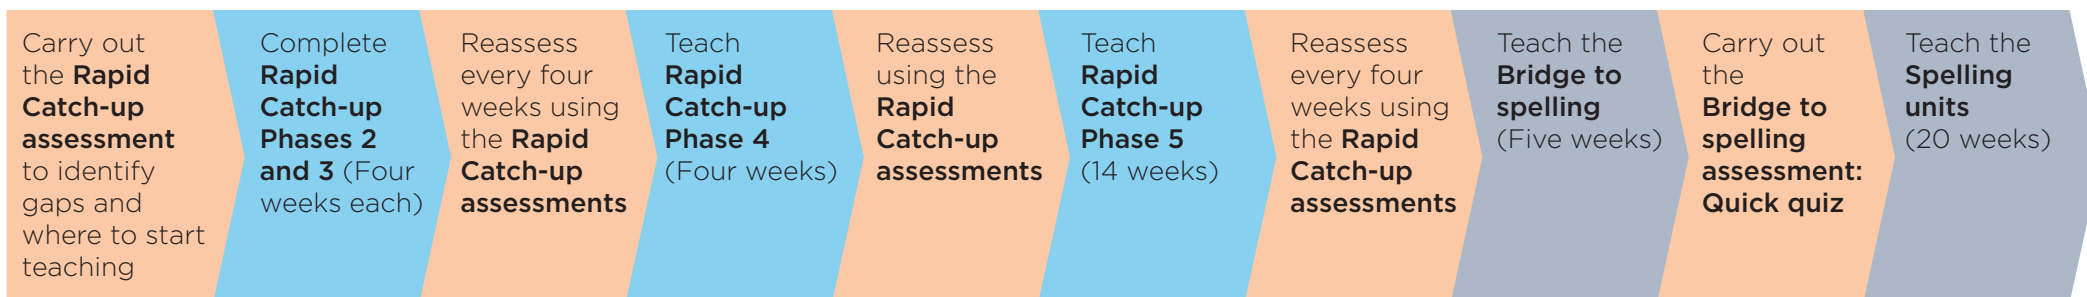 Carry out
the Rapid
Catch-up
assessment
to identify
gaps and
where to start
teaching
Complete
Rapid
Catch-up
Phases 2
and 3 (Four
weeks each)
Reassess
every four
weeks using
the Rapid
Catch-up
assessments
Teach
Rapid
Catch-up
Phase 4
(Four weeks)
Reassess
using the
Rapid
Catch-up
assessments
Teach
Rapid
Catch-up
Phase 5
(14 weeks)
Reassess
every four
weeks using
the Rapid
Catch-up
assessments
Teach the
Bridge to
spelling
(Five weeks)
Carry out
the
Bridge to
spelling
assessment:
Quick quiz
Teach the
Spelling
units
(20 weeks)